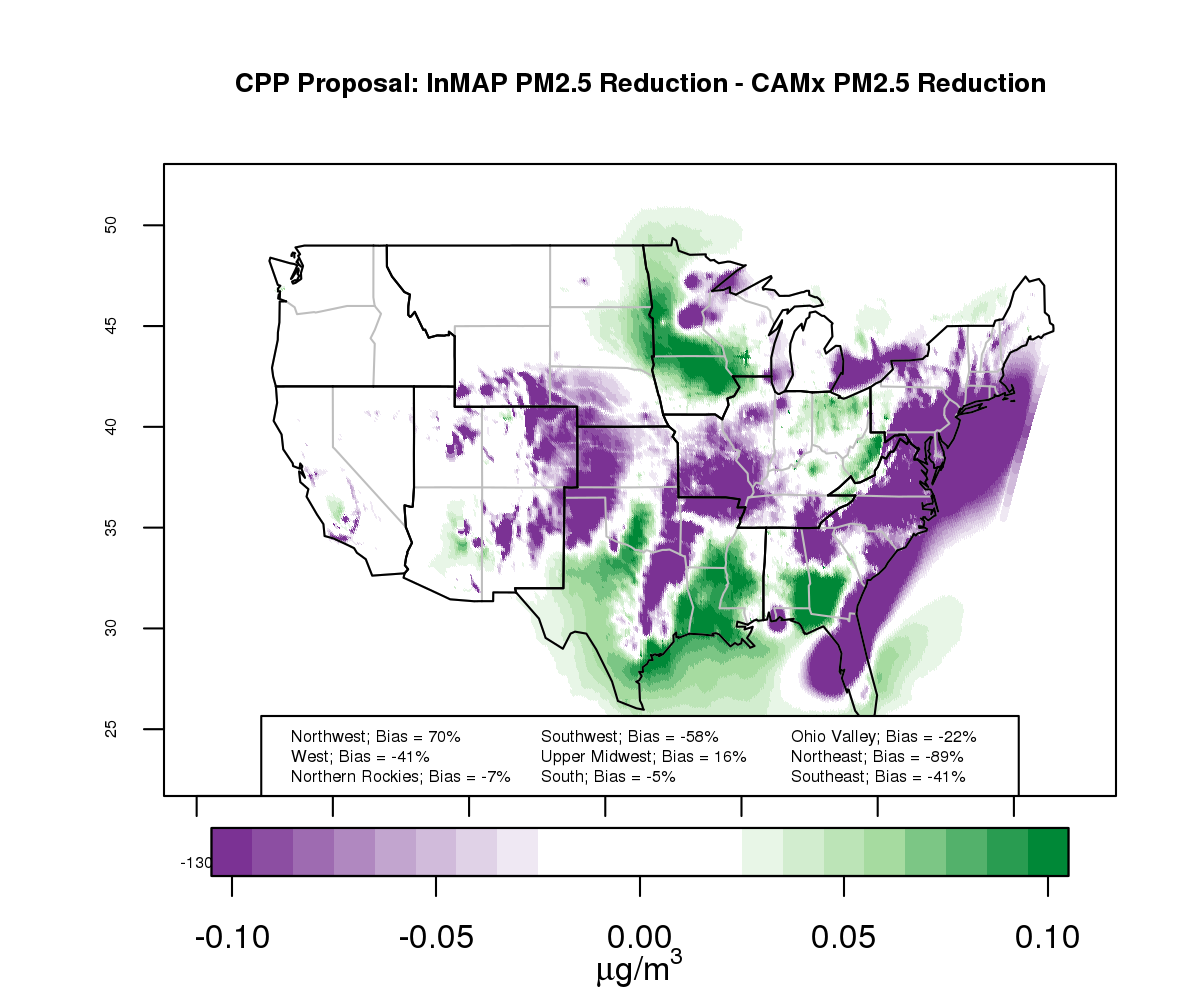 CPP Proposal: InMAP PM2.5 Reduction - CAMx PM2.5 Reduction
50
45
40
35
30
25
Northwest; Bias = 70% Southwest; Bias = -58% Ohio Valley; Bias = -22%
West; Bias = -41% Upper Midwest; Bias = 16% Northeast; Bias = -89%
Northern Rockies; Bias = -7% South; Bias = -5% Southeast; Bias = -41%
-130
-0.10 -0.05 0.00 0.05 0.10
μg/m³